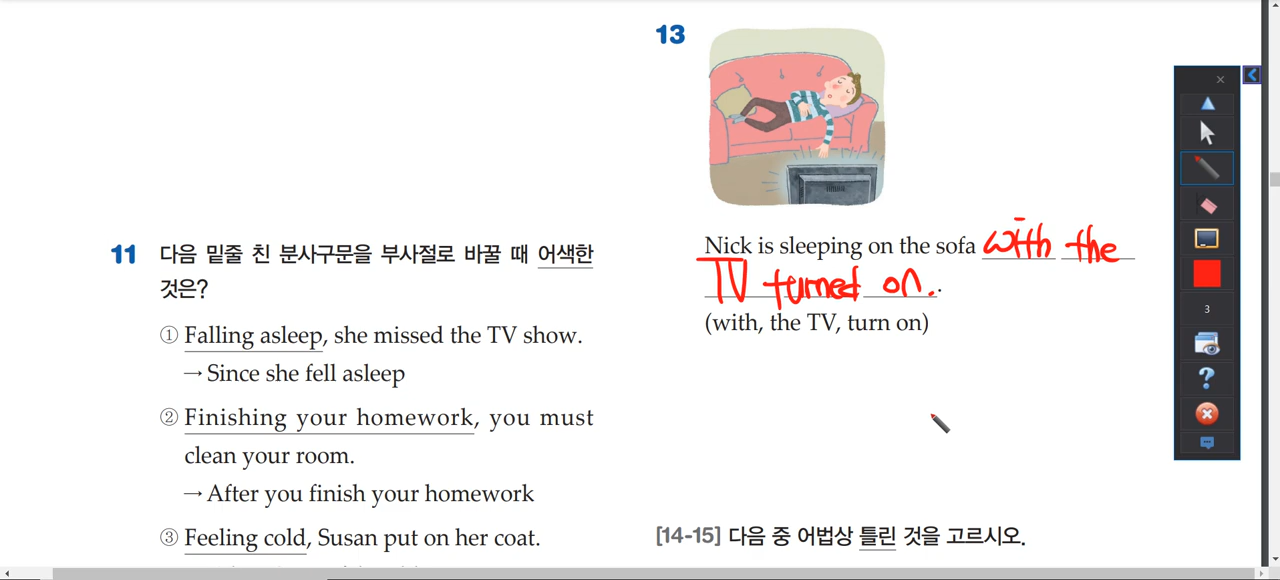 11 다음 밑줄 친 분사구문을 부사절로 바꿀 때 어색한
것은?
① Falling asleep, she missed the TV show.
→ Since she fell asleep
② Finishing your homework, you must
clean your room.
→ After you finish your homework
③ Feeling cold, Susan put on her coat.
13
Nick is sleeping on the sofa with the
TV turned on.
(with, the TV, turn on)
[14-15] 다음 중 어법상 틀린 것을 고르시오.
3